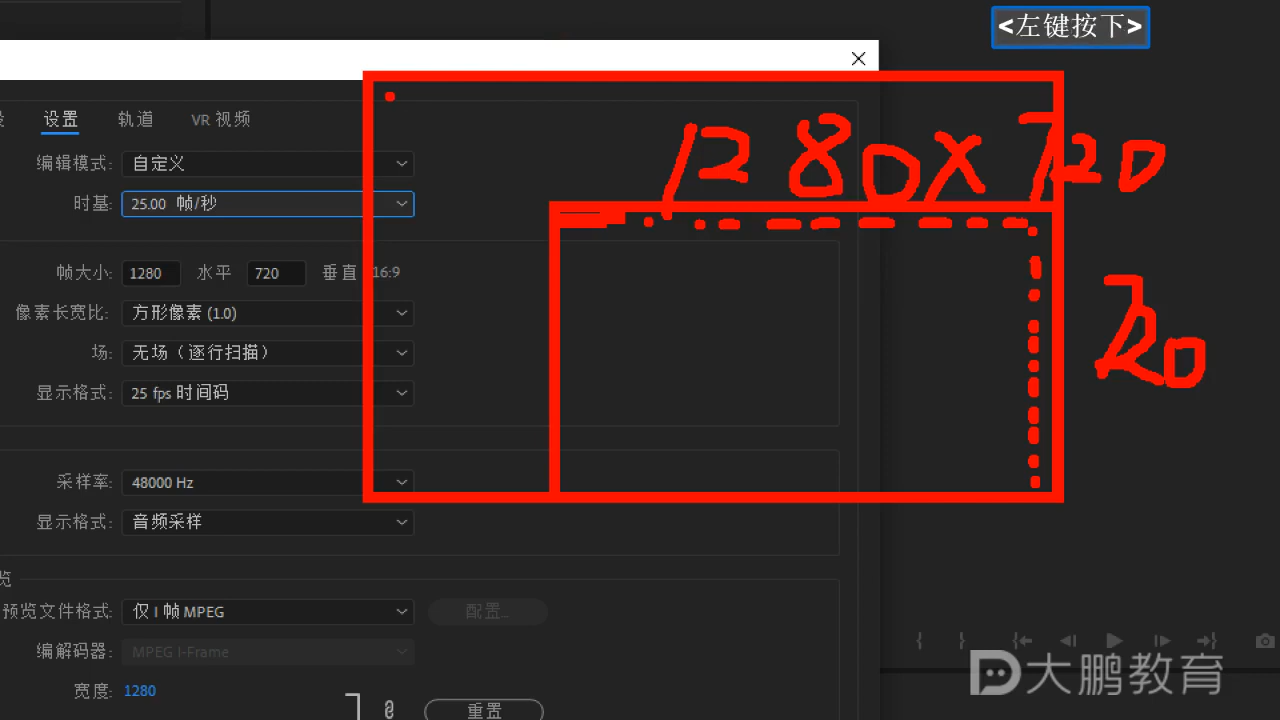 <左键按下>
设置 轨道 VR 视频
编辑模式: 自定义
1280X720
时基: 25.00 帧/秒
帧大小: 1280 水平 720 垂直 16:9
像素长宽比: 方形像素 (1.0)
720
场: 无场（逐行扫描）
显示格式: 25 fps 时间码
采样率: 48000 Hz
显示格式: 音频采样
览
预览文件格式: 仅 I 帧 MPEG 配置...
编解码器: MPEG I-Frame
大鹏教育
宽度: 1280
重置